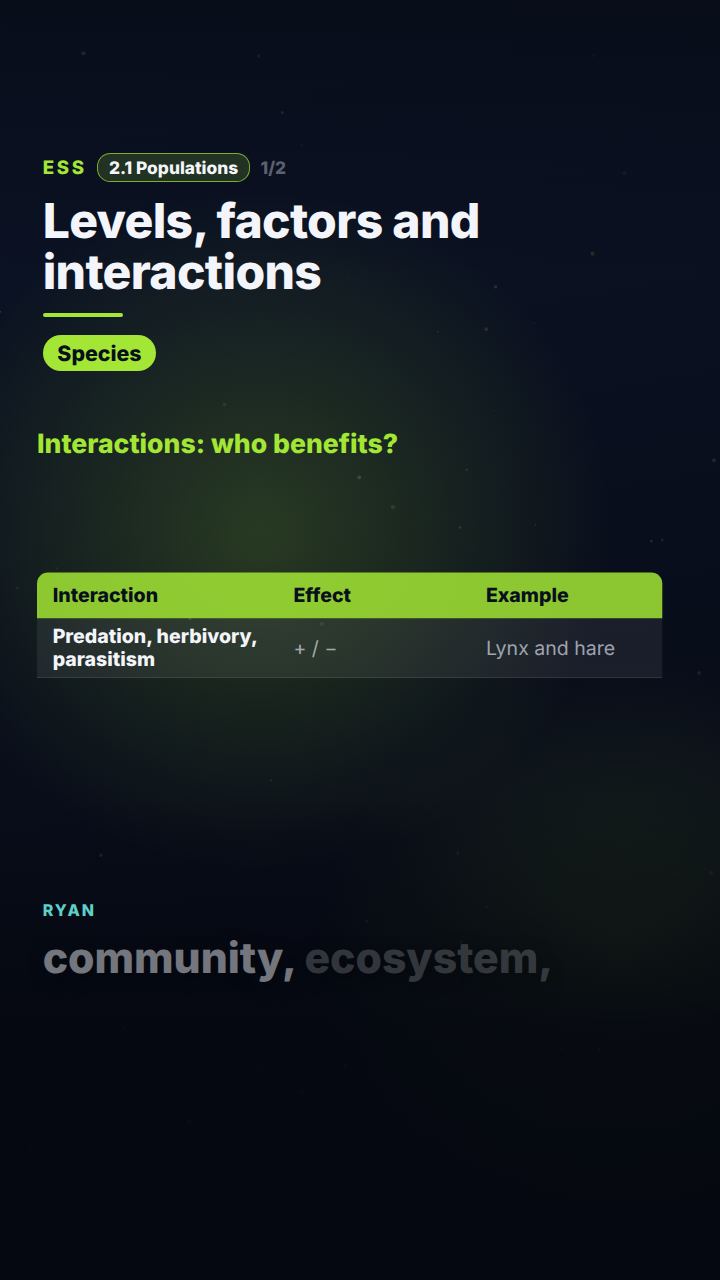 ESS 2.1 Populations 1/2
Levels, factors and
interactions
Species
Interactions: who benefits?
Interaction Effect Example
Predation, herbivory,
parasitism + / − Lynx and hare
RYAN
community, ecosystem,